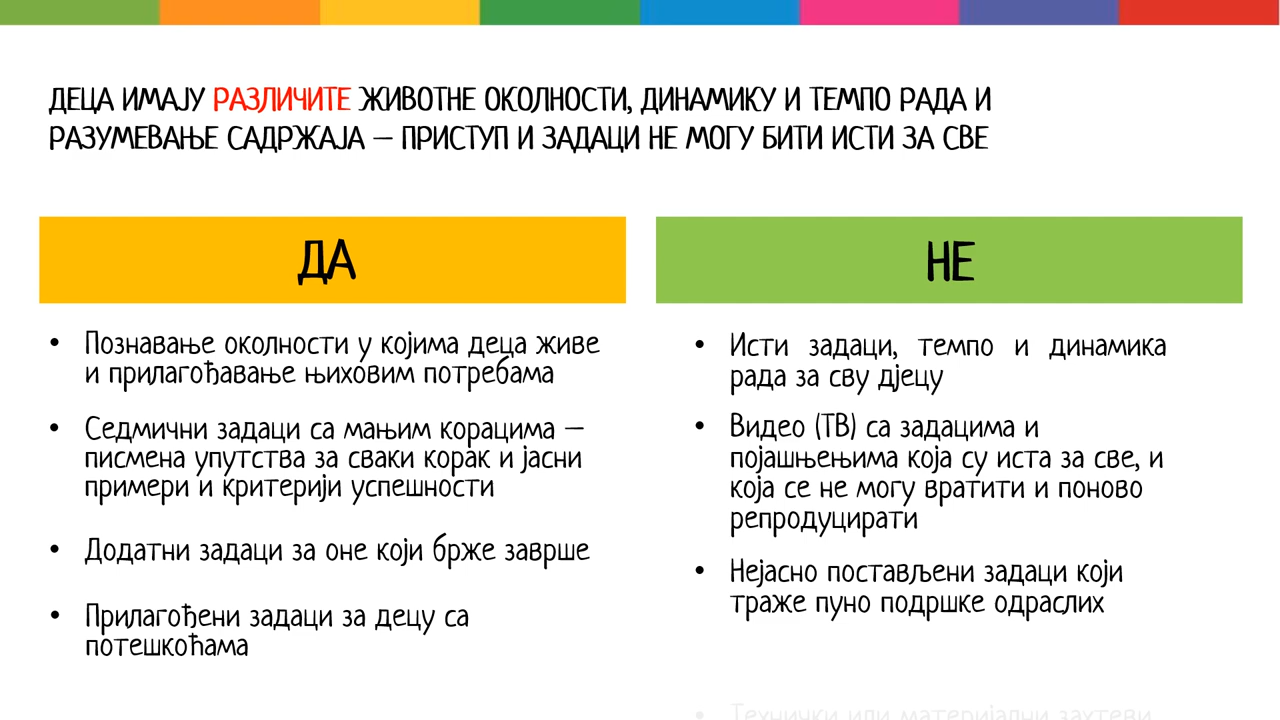 ДЕЦА ИМАЈУ РАЗЛИЧИТЕ ЖИВОТНЕ ОКОЛНОСТИ, ДИНАМИКУ И ТЕМПО РАДА И
РАЗУМЕВАЊЕ САДРЖАЈА – ПРИСТУП И ЗАДАЦИ НЕ МОГУ БИТИ ИСТИ ЗА СВЕ
ДА
• Познавање околности у којима деца живе
и прилагођавање њиховим потребама
• Седмични задаци са мањим корацима –
писмена упутства за сваки корак и јасни
примери и критерији успешности
• Додатни задаци за оне који брже заврше
• Прилагођени задаци за децу са
потешкоћама
НЕ
• Исти задаци, темпо и динамика
рада за сву дјецу
• Видео (ТВ) са задацима и
појашњењима која су иста за све, и
која се не могу вратити и поново
репродуцирати
• Нејасно постављени задаци који
траже пуно подршке одраслих
• Технички или материјални захтеви